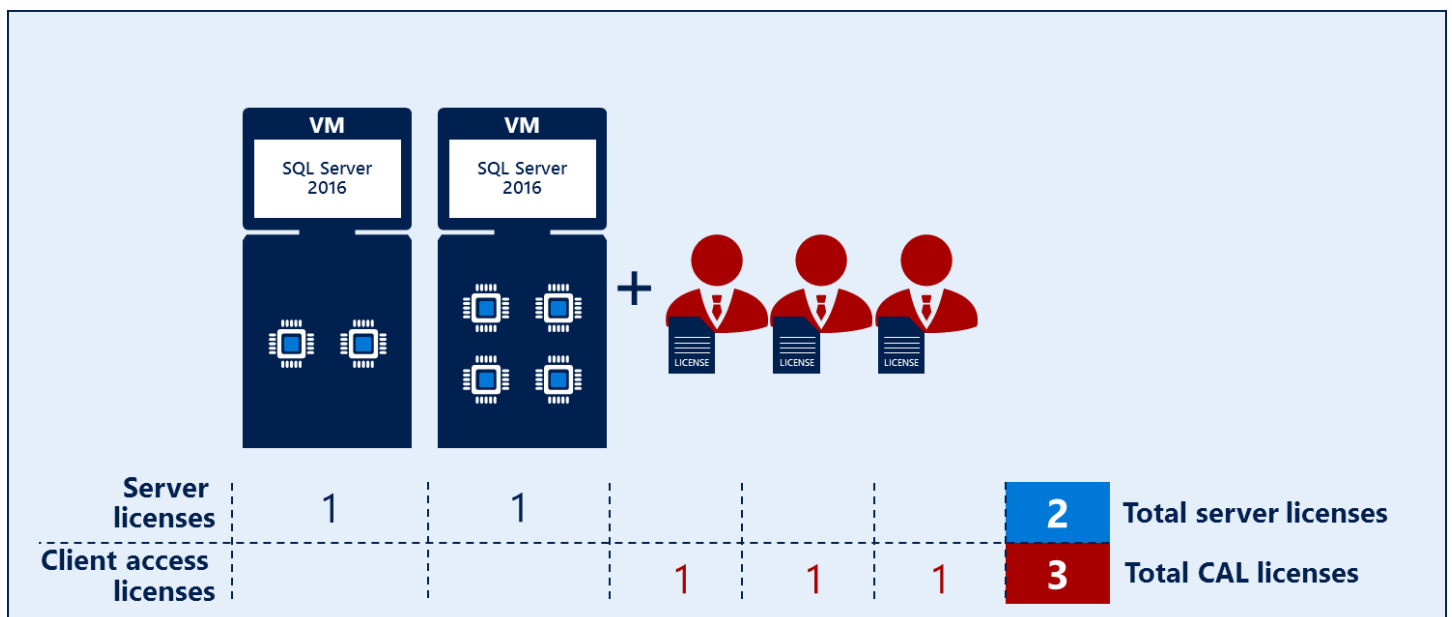 VM
SQL Server
2016
VM
SQL Server
2016
+
LICENSE
LICENSE
LICENSE
Server
licenses
1
1
2
Total server licenses
Client access
licenses
1
1
1
3
Total CAL licenses